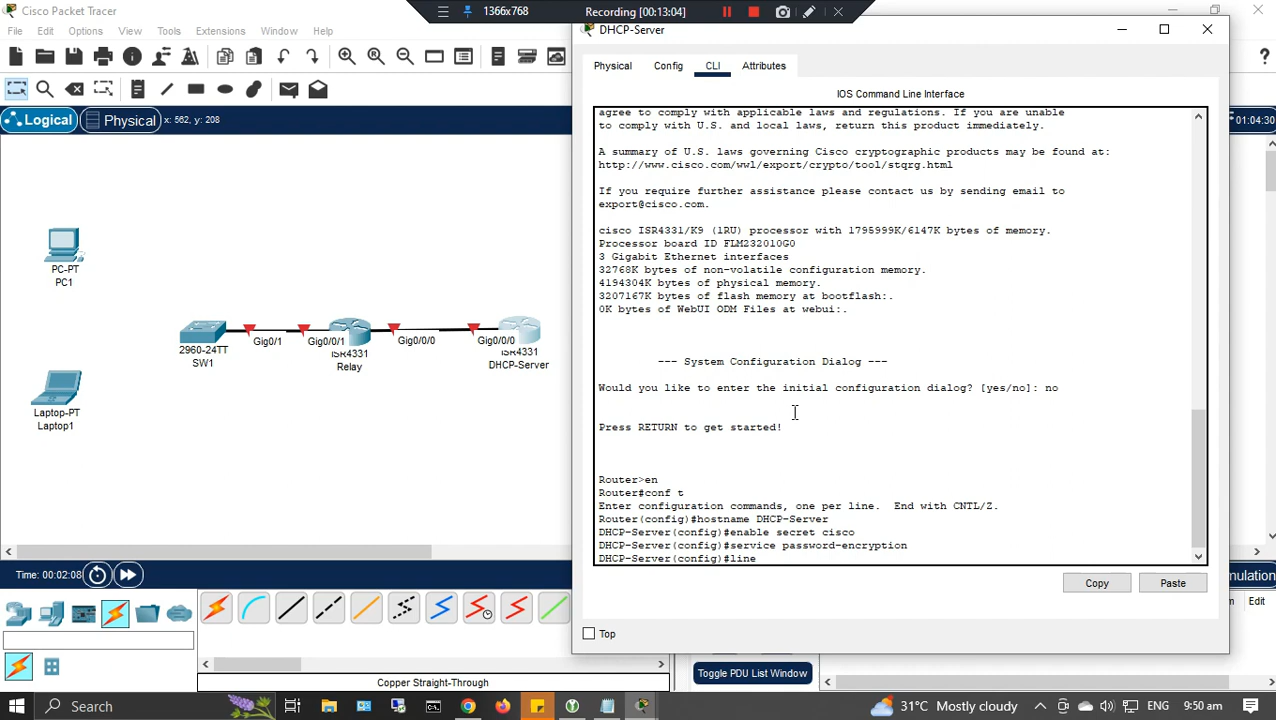 Cisco Packet Tracer
1366x768
Recording [00:13:04]
File Edit Options View Tools Extensions Window Help
Logical
Physical
x: 562, y: 208
01:04:30
PC-PT
PC1
2960-24TT
SW1
Gig0/1
Gig0/0/1
ISR4331
Relay
Gig0/0/0
Gig0/0/0
ISR4331
DHCP-Server
Laptop-PT
Laptop1
DHCP-Server
Physical Config CLI Attributes
IOS Command Line Interface
agree to comply with applicable laws and regulations. If you are unable
to comply with U.S. and local laws, return this product immediately.
A summary of U.S. laws governing Cisco cryptographic products may be found at:
http://www.cisco.com/wwl/export/crypto/tool/stqrg.html
If you require further assistance please contact us by sending email to
export@cisco.com.
cisco ISR4331/K9 (1RU) processor with 1795999K/6147K bytes of memory.
Processor board ID FLM232010G0
3 Gigabit Ethernet interfaces
32768K bytes of non-volatile configuration memory.
4194304K bytes of physical memory.
3207167K bytes of flash memory at bootflash:.
0K bytes of WebUI ODM Files at webui:.
--- System Configuration Dialog ---
Would you like to enter the initial configuration dialog? [yes/no]: no
Press RETURN to get started!
Router>en
Router#conf t
Enter configuration commands, one per line.  End with CNTL/Z.
Router(config)#hostname DHCP-Server
DHCP-Server(config)#enable secret cisco
DHCP-Server(config)#service password-encryption
DHCP-Server(config)#line
Copy
Paste
Top
Time: 00:02:08
Edit
Copper Straight-Through
Toggle PDU List Window
Search
31°C Mostly cloudy
ENG
9:50 am